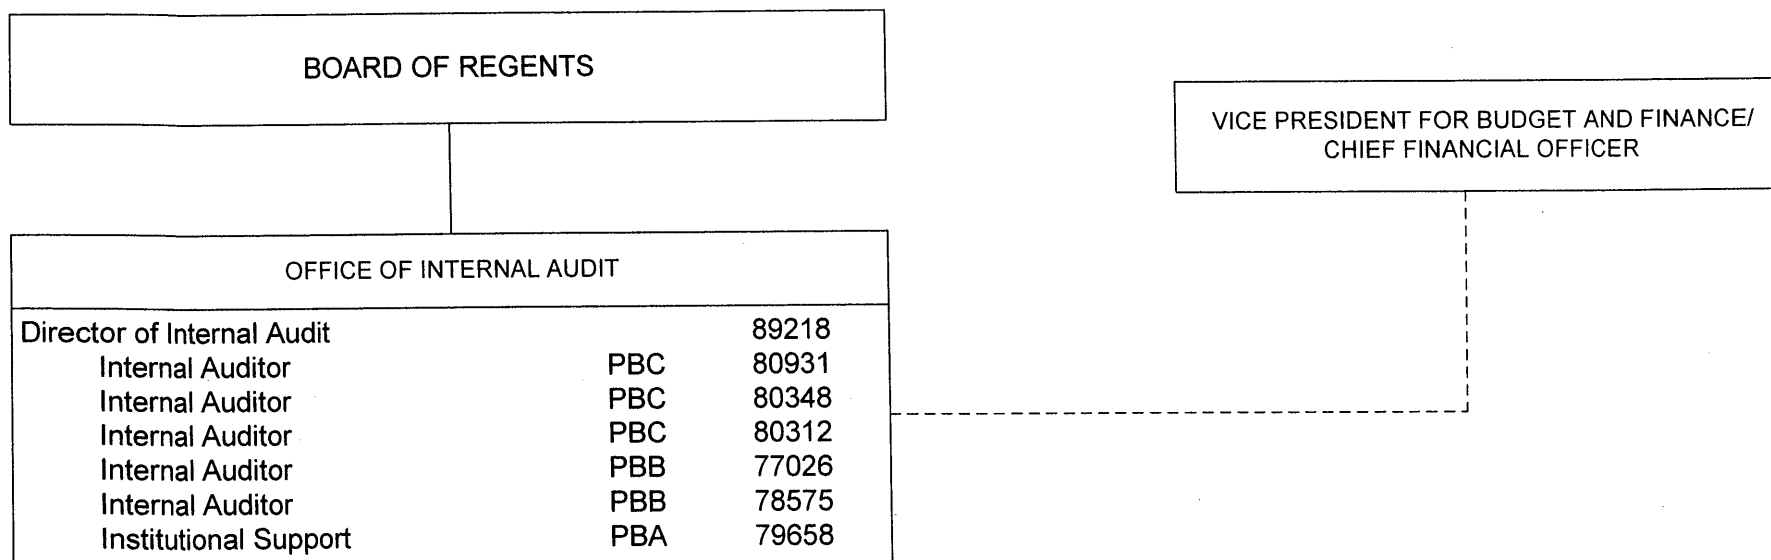 BOARD OF REGENTS
VICE PRESIDENT FOR BUDGET AND FINANCE/
CHIEF FINANCIAL OFFICER
OFFICE OF INTERNAL AUDIT
Director of Internal Audit 89218
Internal Auditor PBC 80931
Internal Auditor PBC 80348
Internal Auditor PBC 80312
Internal Auditor PBB 77026
Internal Auditor PBB 78575
Institutional Support PBA 79658